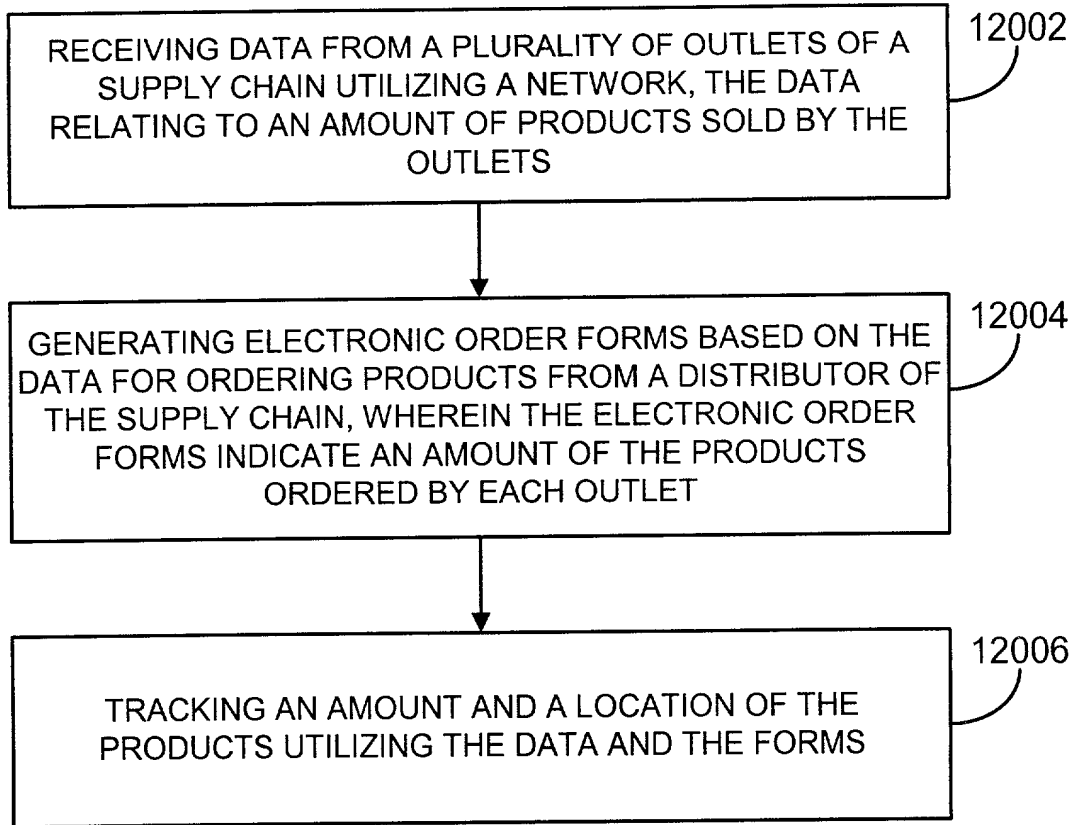 12002
RECEIVING DATA FROM A PLURALITY OF OUTLETS OF A
SUPPLY CHAIN UTILIZING A NETWORK, THE DATA
RELATING TO AN AMOUNT OF PRODUCTS SOLD BY THE
OUTLETS
12004
GENERATING ELECTRONIC ORDER FORMS BASED ON THE
DATA FOR ORDERING PRODUCTS FROM A DISTRIBUTOR OF
THE SUPPLY CHAIN, WHEREIN THE ELECTRONIC ORDER
FORMS INDICATE AN AMOUNT OF THE PRODUCTS
ORDERED BY EACH OUTLET
12006
TRACKING AN AMOUNT AND A LOCATION OF THE
PRODUCTS UTILIZING THE DATA AND THE FORMS